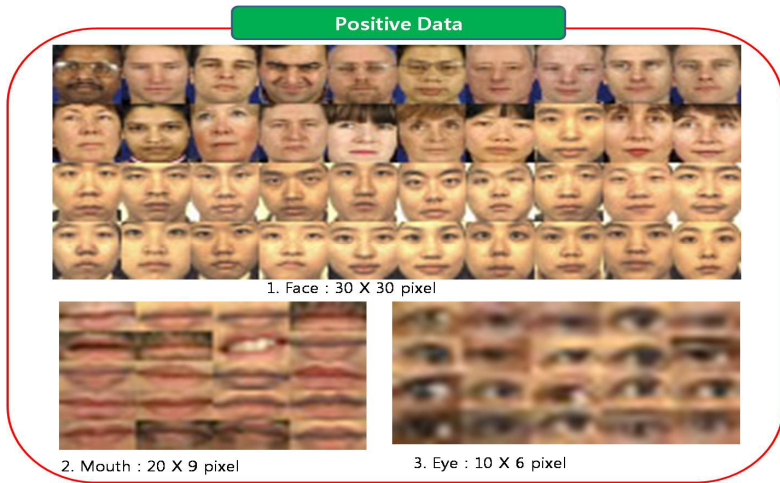 Positive Data
1. Face : 30 X 30 pixel
2. Mouth : 20 X 9 pixel
3. Eye : 10 X 6 pixel